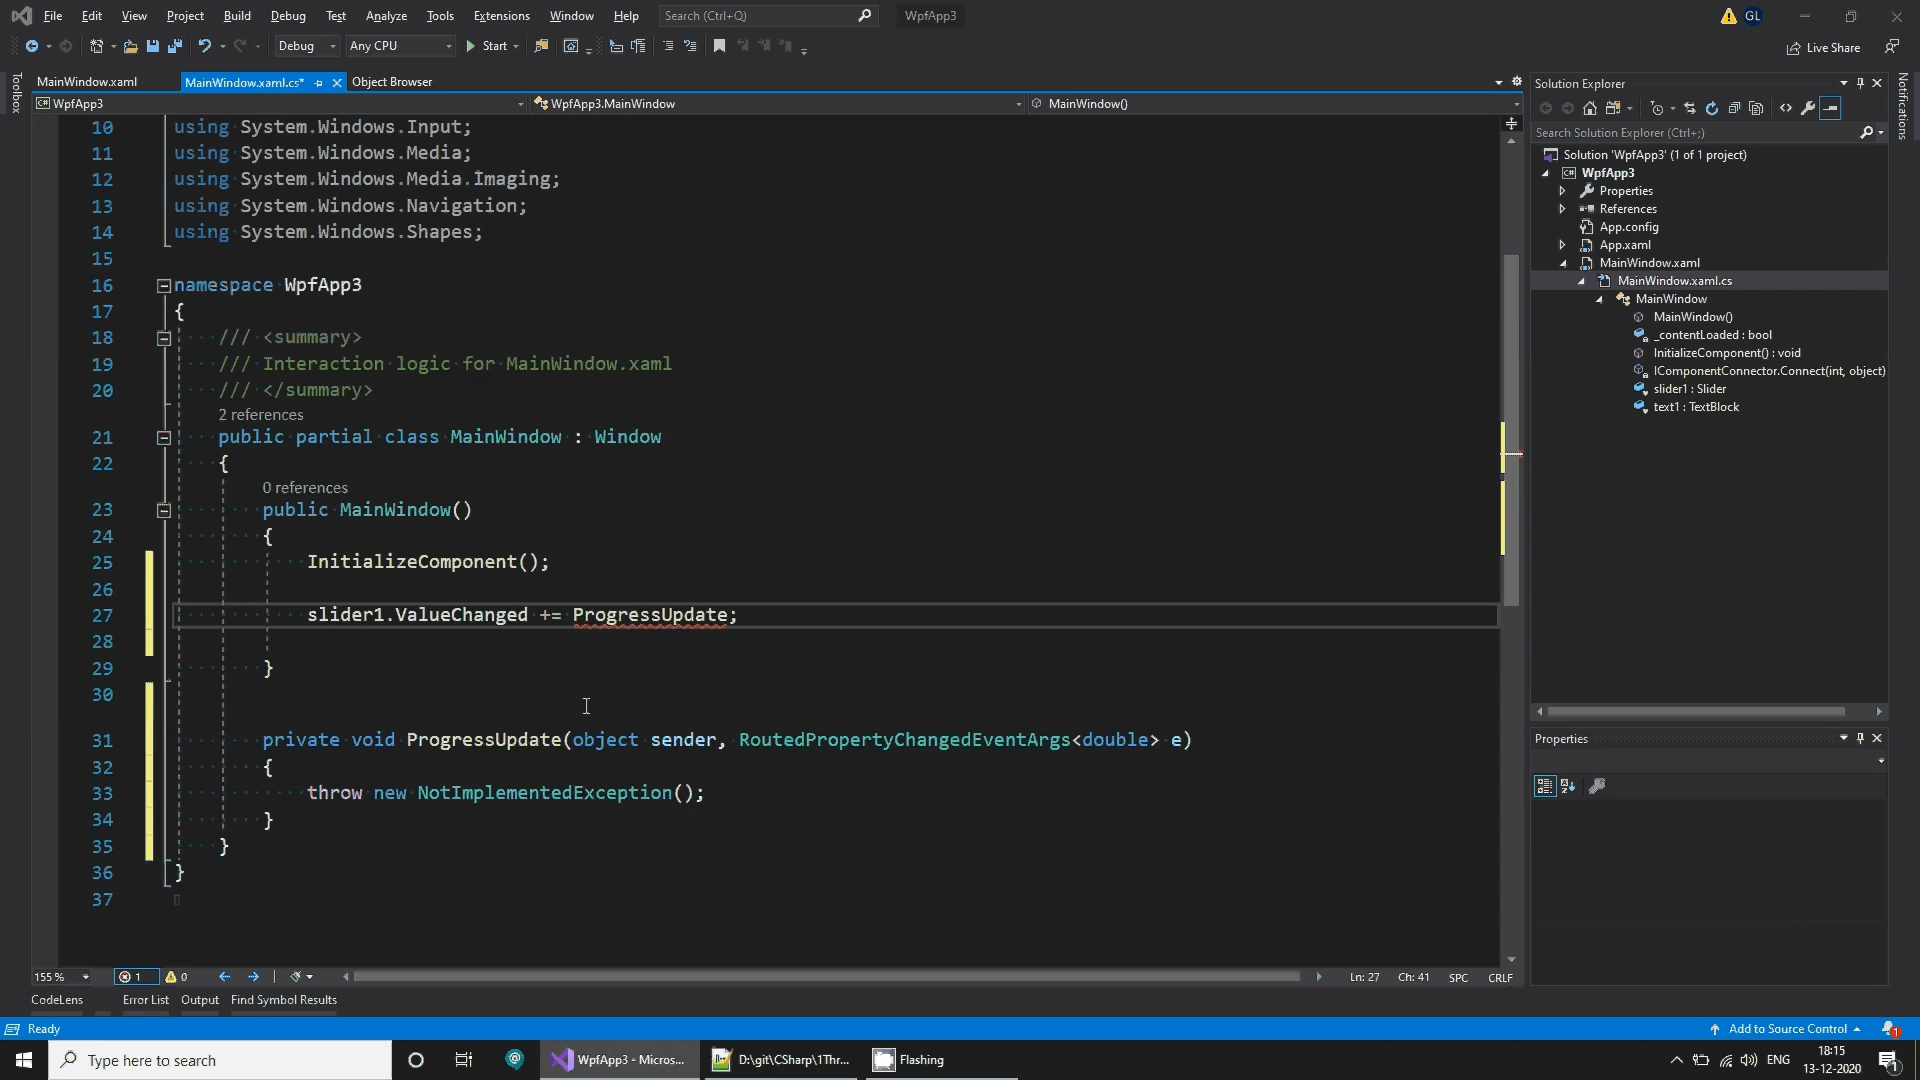 File Edit View Project Build Debug Test Analyze Tools Extensions Window Help Search (Ctrl+Q) WpfApp3 GL
Debug Any CPU Start Live Share
Toolbox
MainWindow.xaml MainWindow.xaml.cs* Object Browser
WpfApp3 WpfApp3.MainWindow MainWindow()
10 using System.Windows.Input;
11 using System.Windows.Media;
12 using System.Windows.Media.Imaging;
13 using System.Windows.Navigation;
14 using System.Windows.Shapes;
15
16 namespace WpfApp3
17 {
18 /// <summary>
19 /// Interaction logic for MainWindow.xaml
20 /// </summary>
2 references
21 public partial class MainWindow : Window
22 {
0 references
23 public MainWindow()
24 {
25 InitializeComponent();
26
27 slider1.ValueChanged += ProgressUpdate;
28
29 }
30
31 private void ProgressUpdate(object sender, RoutedPropertyChangedEventArgs<double> e)
32 {
33 throw new NotImplementedException();
34 }
35 }
36 }
37
155 % 1 0 Ln: 27 Ch: 41 SPC CRLF
CodeLens Error List Output Find Symbol Results
Solution Explorer
Search Solution Explorer (Ctrl+;)
Solution 'WpfApp3' (1 of 1 project)
C# WpfApp3
Properties
References
App.config
App.xaml
MainWindow.xaml
MainWindow.xaml.cs
MainWindow
MainWindow()
_contentLoaded : bool
InitializeComponent() : void
IComponentConnector.Connect(int, object)
slider1 : Slider
text1 : TextBlock
Properties
Notifications
Ready Add to Source Control 1
Type here to search WpfApp3 - Micros... D:\git\CSharp\1Thr... Flashing ENG 18:15
13-12-2020 1